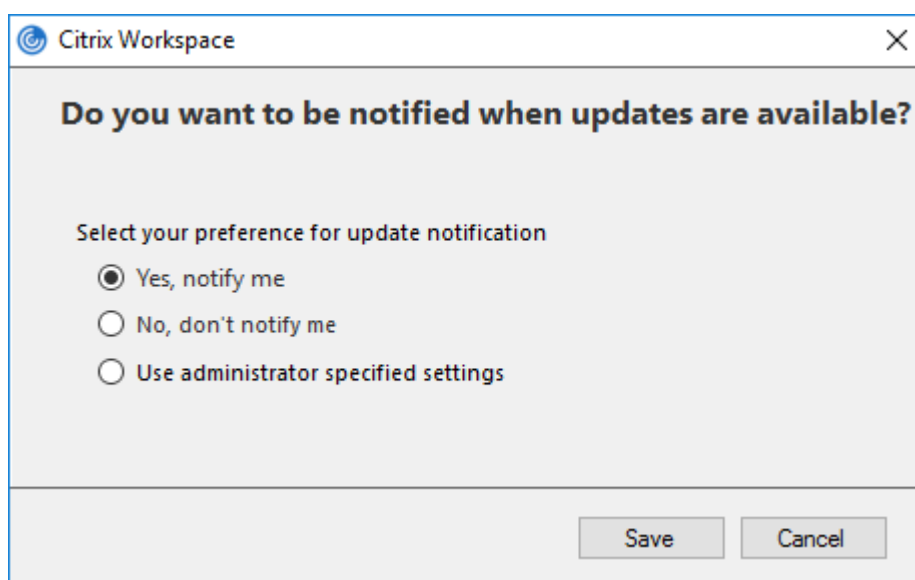 Citrix Workspace
Do you want to be notified when updates are available?
Select your preference for update notification
Yes, notify me
No, don't notify me
Use administrator specified settings
Save Cancel